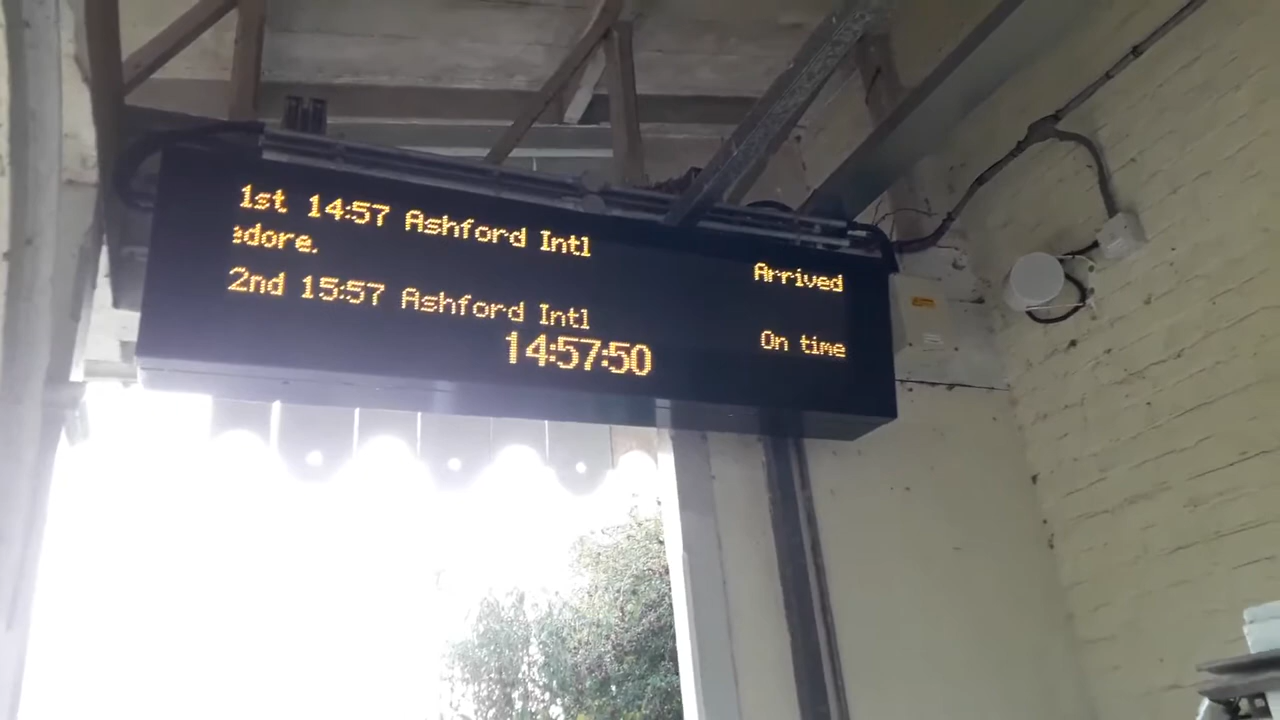 1st 14:57 Ashford Intl Arrived
edore.
2nd 15:57 Ashford Intl On time
14:57:50